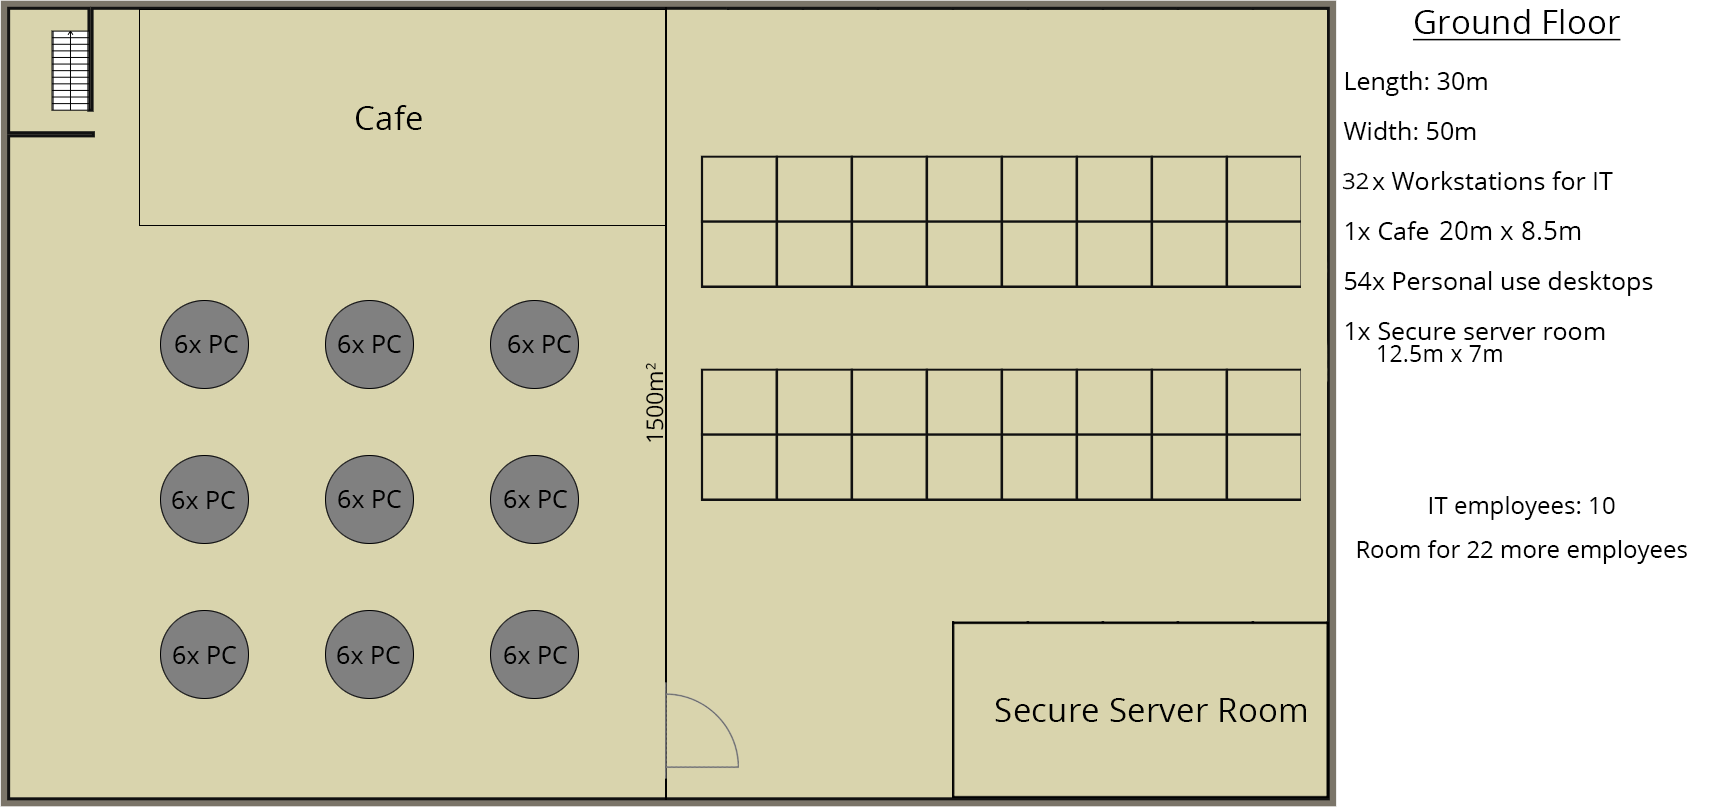 Ground Floor
Length: 30m
Width: 50m
32x Workstations for IT
1x Cafe 20m x 8.5m
54x Personal use desktops
1x Secure server room
12.5m x 7m
IT employees: 10
Room for 22 more employees
Cafe
6x PC 6x PC 6x PC
1500m²
6x PC 6x PC 6x PC
6x PC 6x PC 6x PC
Secure Server Room